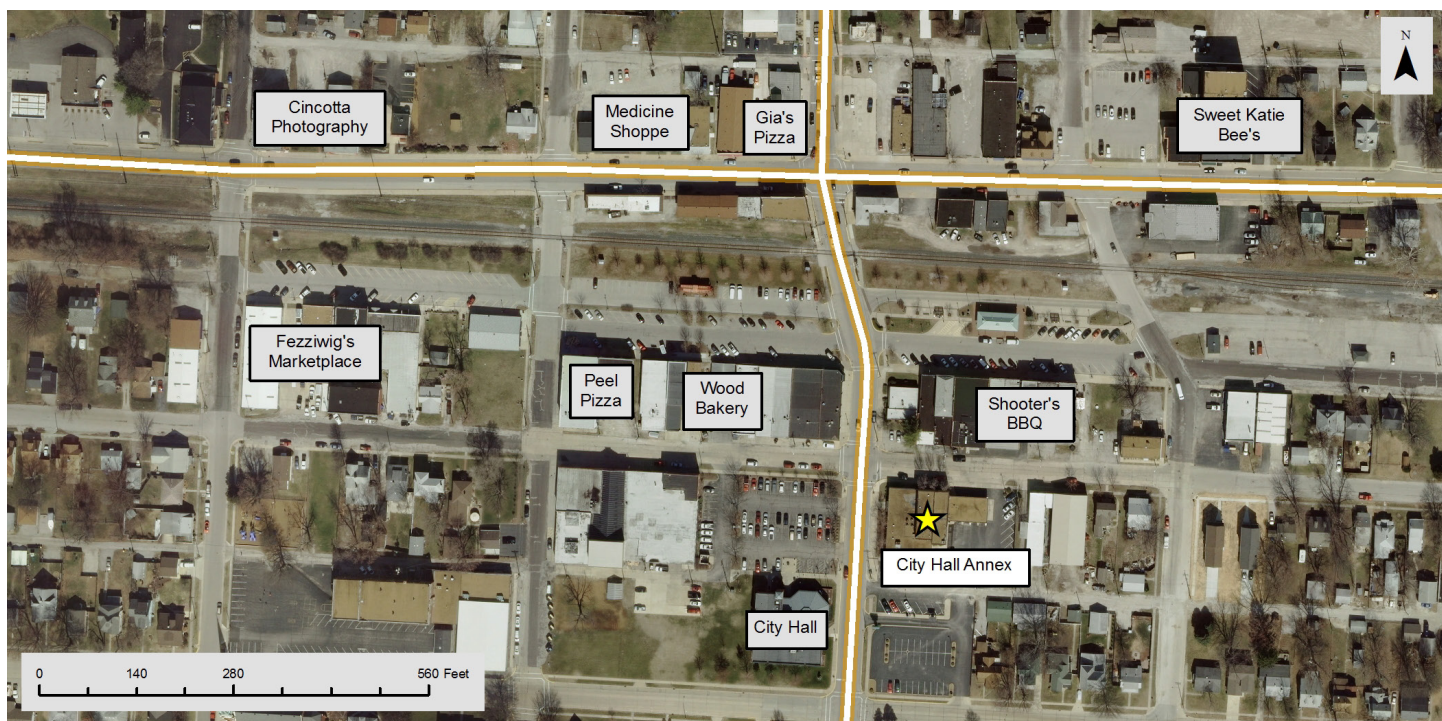 N
Cincotta
Photography
Medicine
Shoppe
Gia's
Pizza
Sweet Katie
Bee's
Fezziwig's
Marketplace
Peel
Pizza
Wood
Bakery
Shooter's
BBQ
City Hall Annex
City Hall
0 140 280 560 Feet